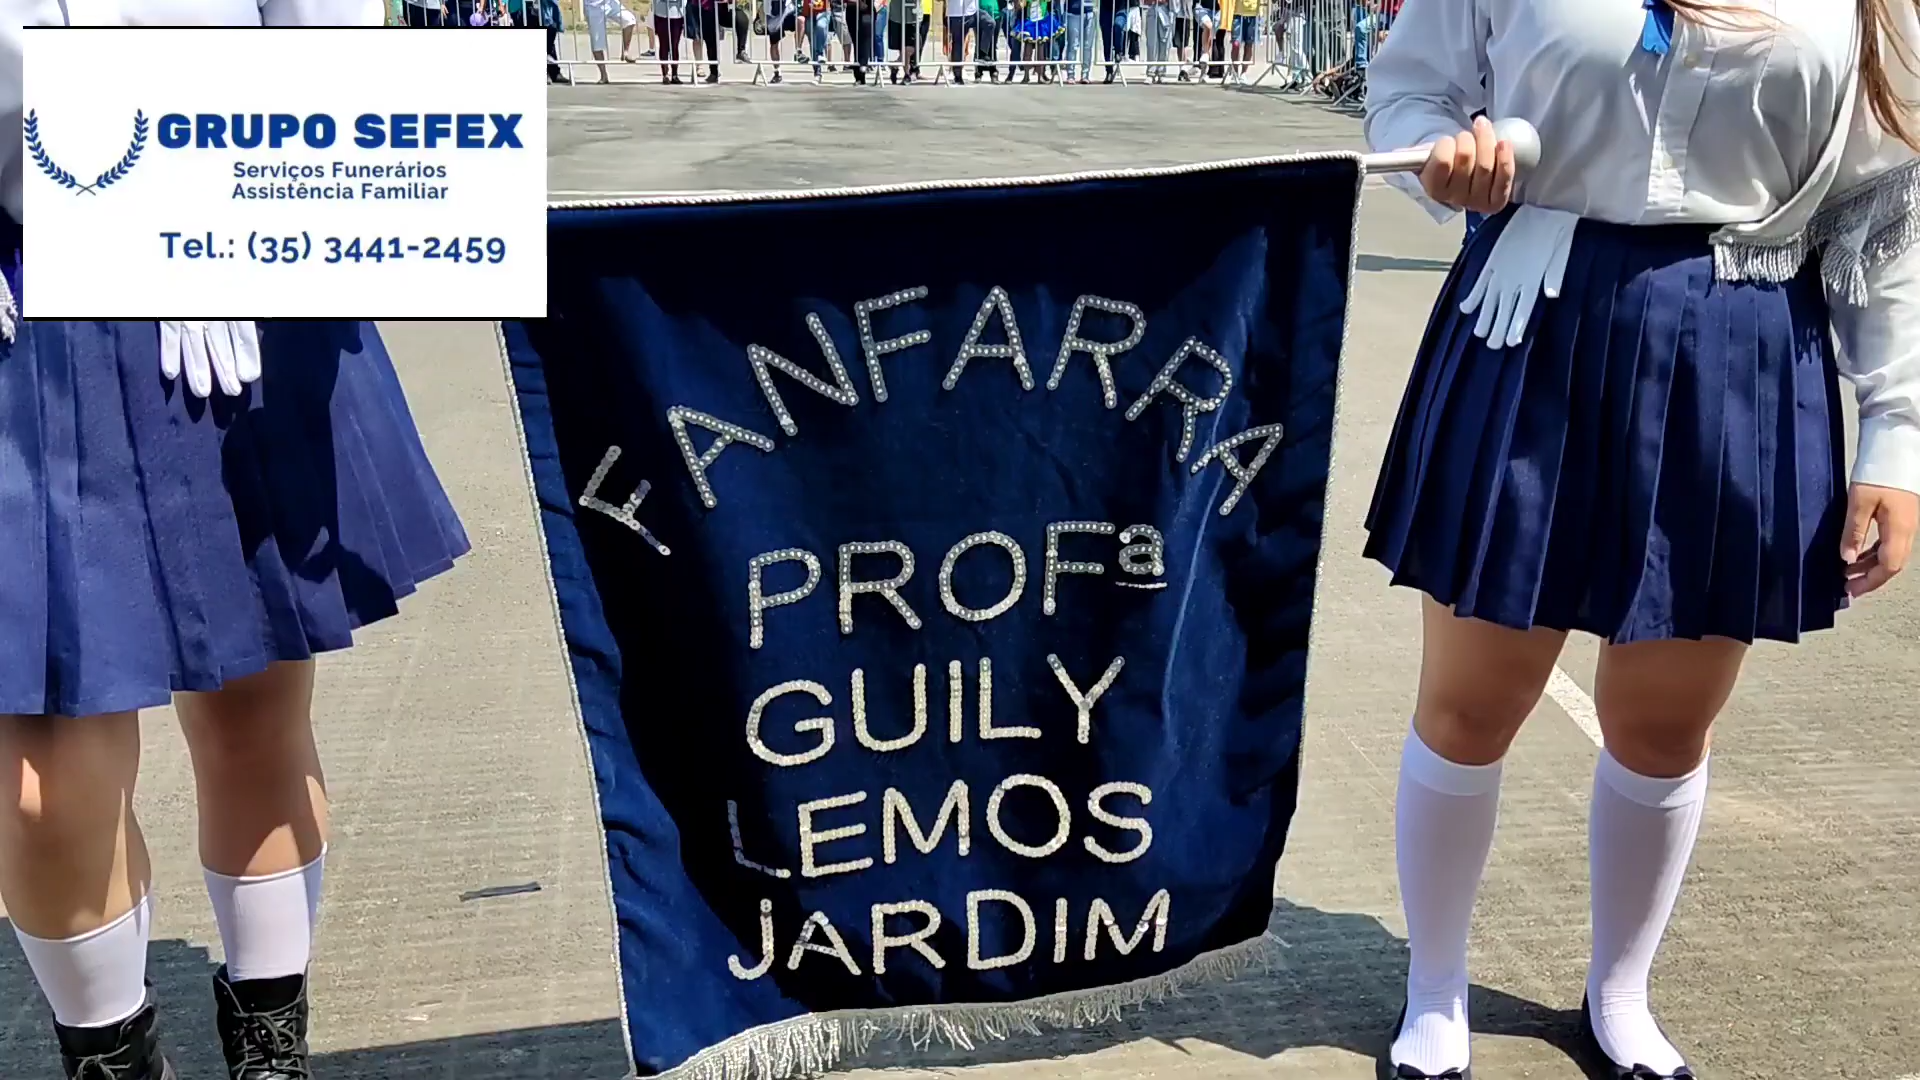 GRUPO SEFEX
Serviços Funerários
Assistência Familiar
Tel.: (35) 3441-2459
FANFARRA
PROFª
GUILY
LEMOS
JARDIM